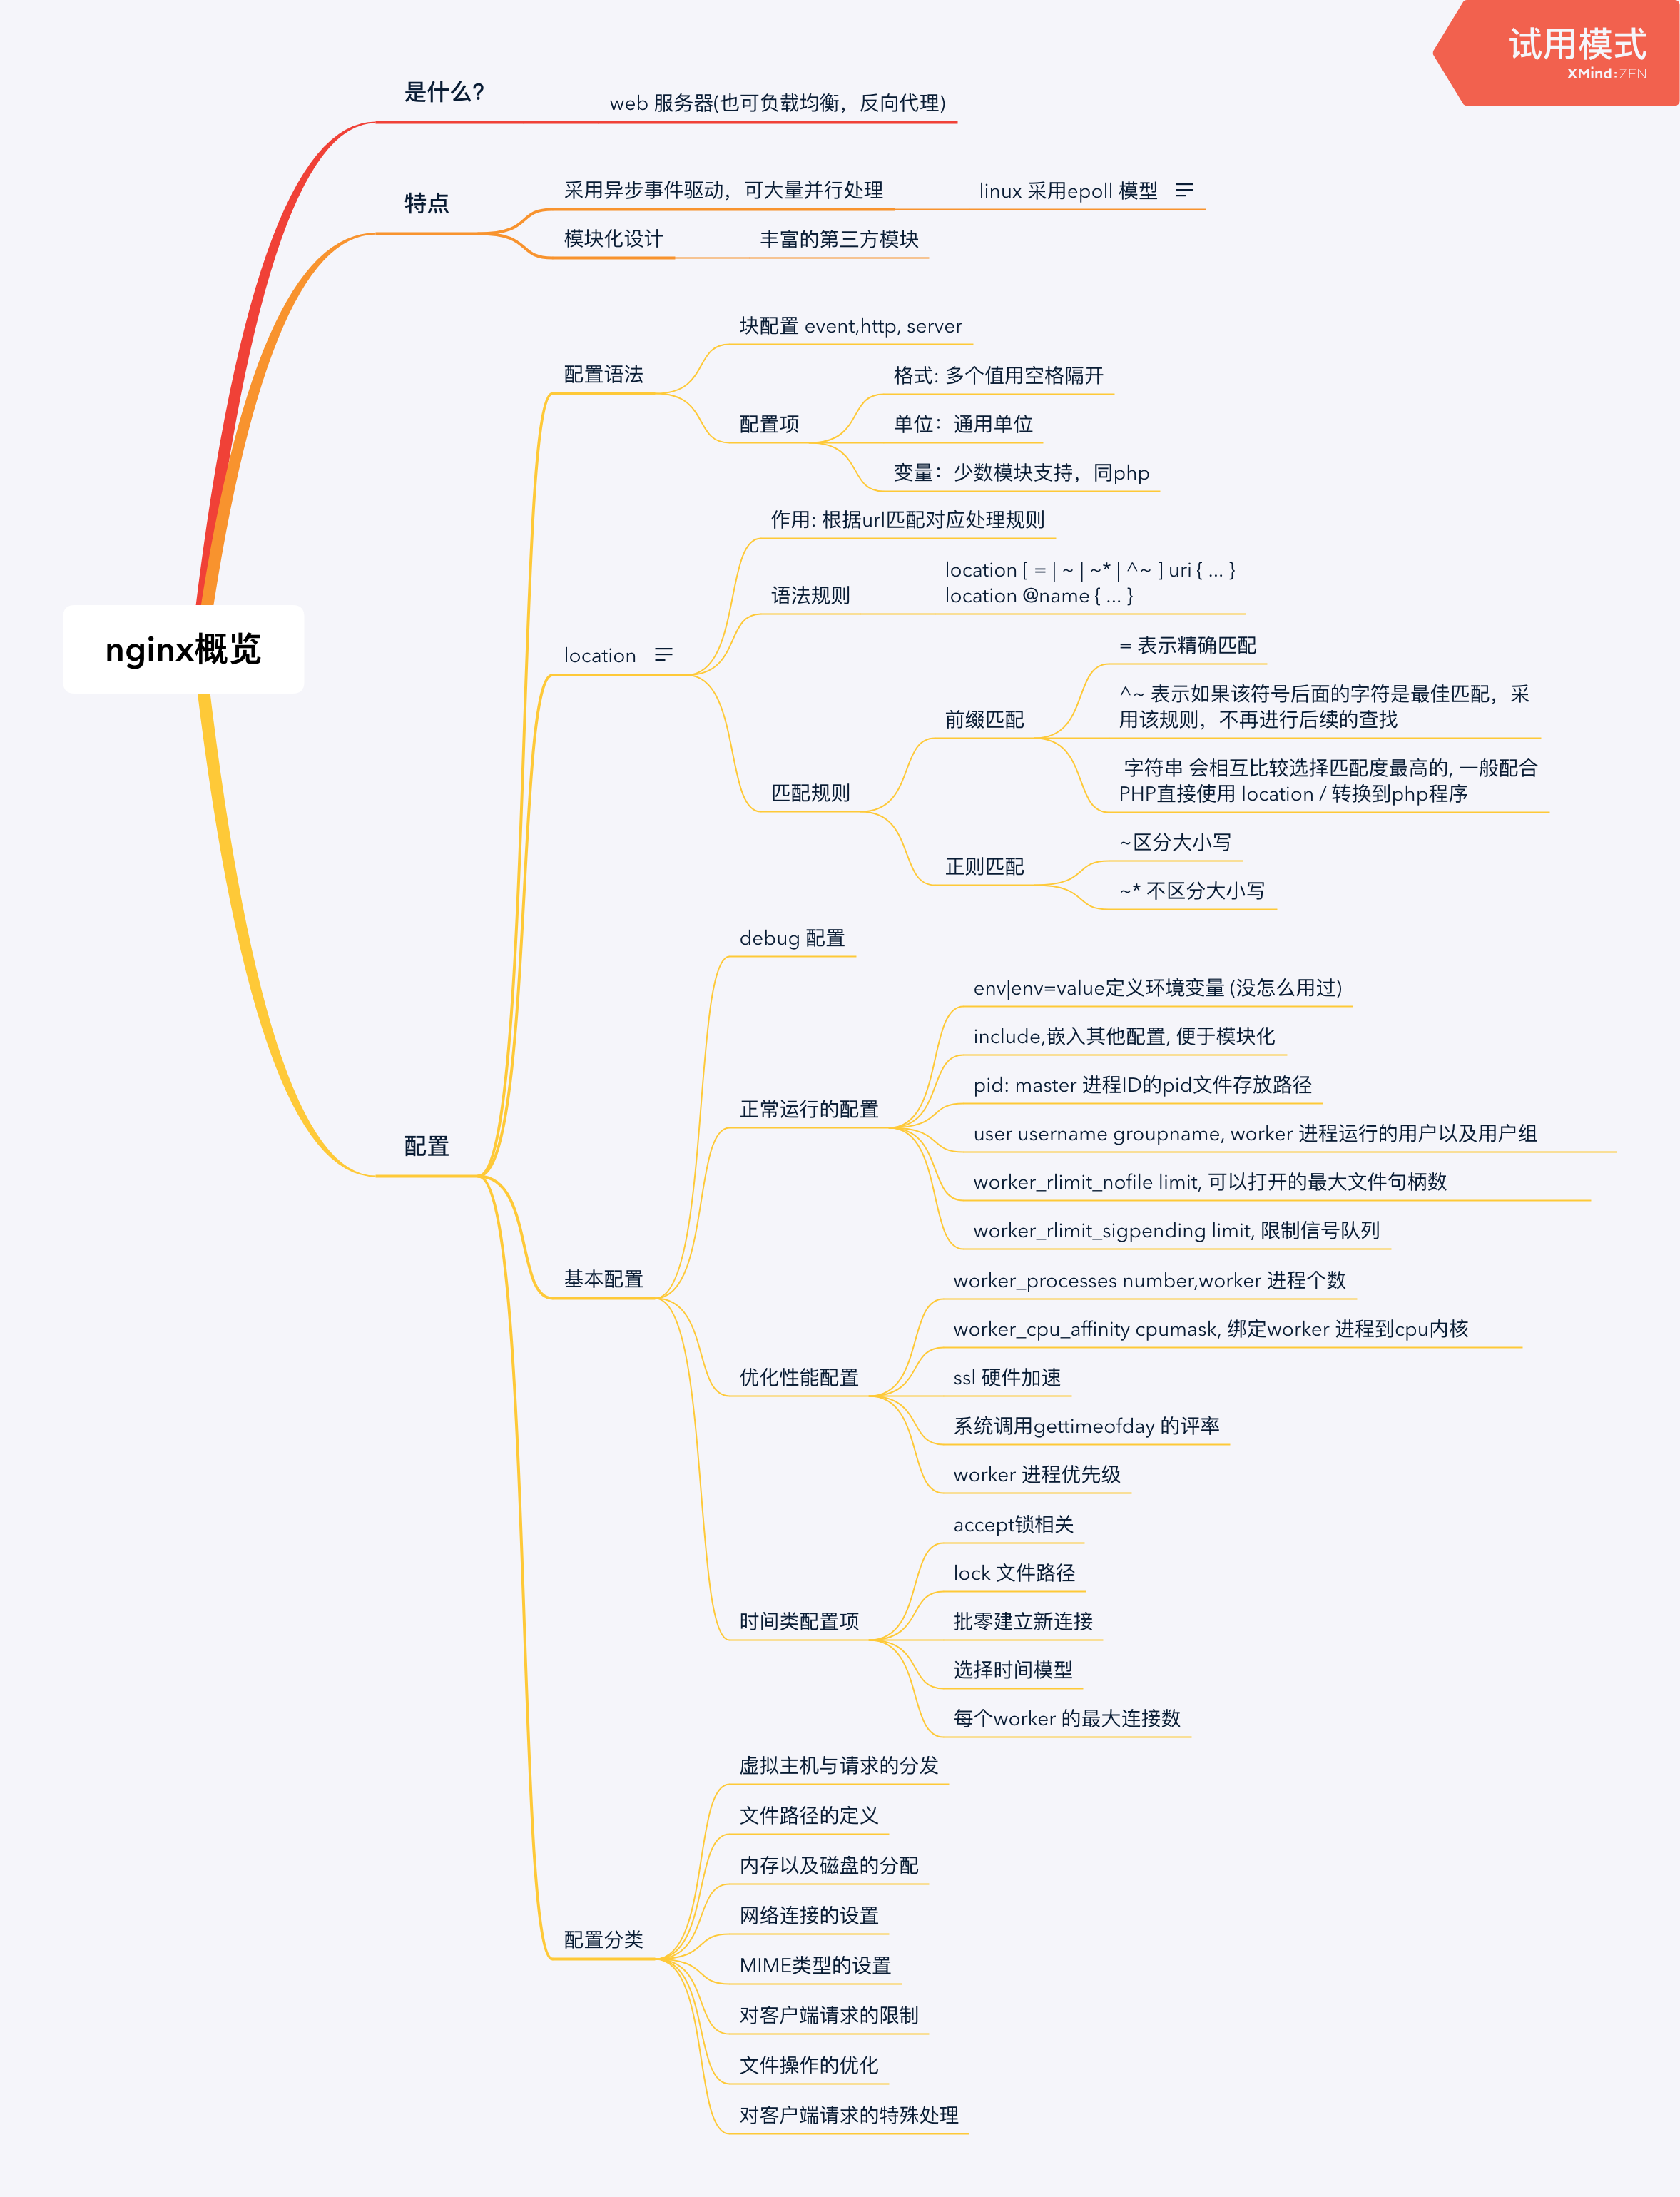 试用模式
XMind:ZEN
是什么?
web 服务器(也可负载均衡，反向代理)
特点
采用异步事件驱动，可大量并行处理
linux 采用epoll 模型
模块化设计
丰富的第三方模块
nginx概览
配置
配置语法
块配置 event,http, server
配置项
格式: 多个值用空格隔开
单位：通用单位
变量：少数模块支持，同php
location
作用: 根据url匹配对应处理规则
语法规则
location [ = | ~ | ~* | ^~ ] uri { ... }
location @name { ... }
匹配规则
前缀匹配
= 表示精确匹配
^~ 表示如果该符号后面的字符是最佳匹配，采
用该规则，不再进行后续的查找
字符串 会相互比较选择匹配度最高的, 一般配合
PHP直接使用 location / 转换到php程序
正则匹配
~区分大小写
~* 不区分大小写
基本配置
debug 配置
正常运行的配置
env|env=value定义环境变量 (没怎么用过)
include,嵌入其他配置, 便于模块化
pid: master 进程ID的pid文件存放路径
user username groupname, worker 进程运行的用户以及用户组
worker_rlimit_nofile limit, 可以打开的最大文件句柄数
worker_rlimit_sigpending limit, 限制信号队列
优化性能配置
worker_processes number,worker 进程个数
worker_cpu_affinity cpumask, 绑定worker 进程到cpu内核
ssl 硬件加速
系统调用gettimeofday 的评率
worker 进程优先级
时间类配置项
accept锁相关
lock 文件路径
批零建立新连接
选择时间模型
每个worker 的最大连接数
配置分类
虚拟主机与请求的分发
文件路径的定义
内存以及磁盘的分配
网络连接的设置
MIME类型的设置
对客户端请求的限制
文件操作的优化
对客户端请求的特殊处理